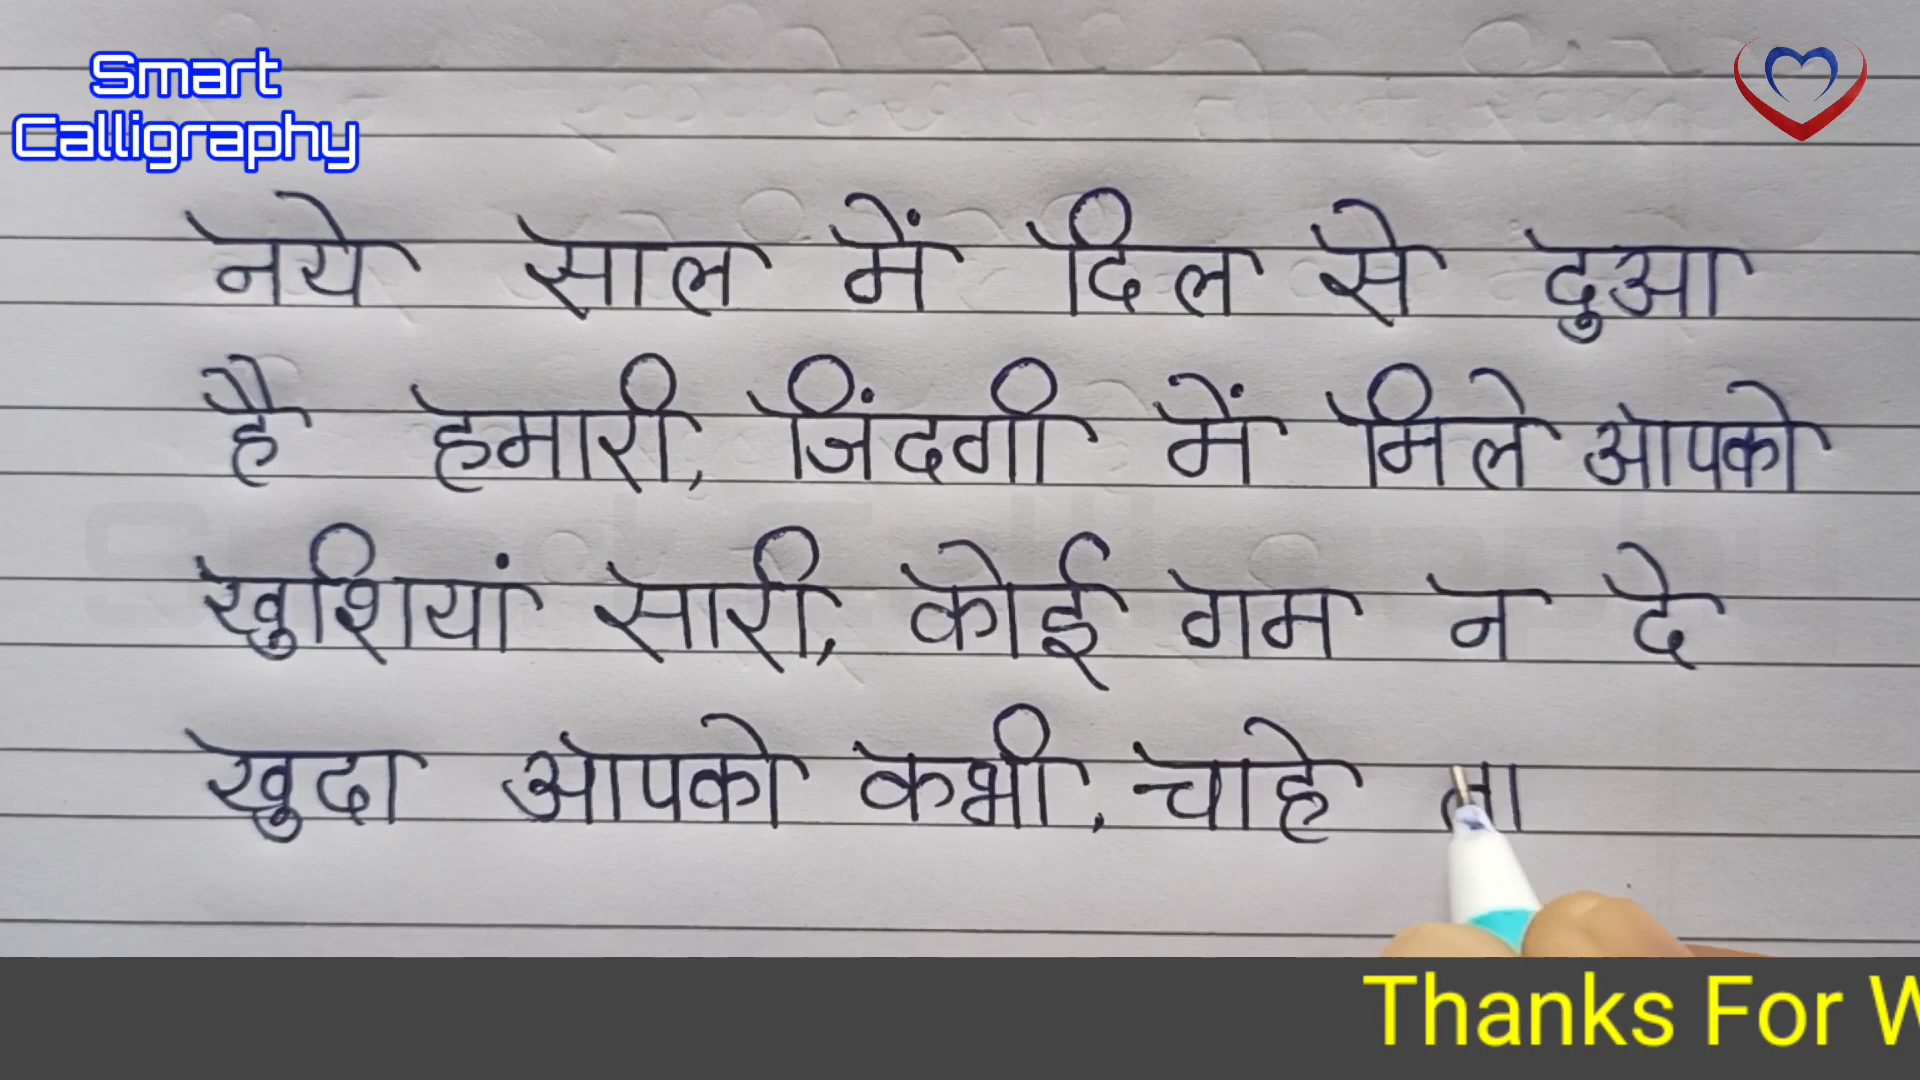 Smart
Calligraphy
नये साल में दिल से दुआ
है हमारी, जिंदगी में मिले आपको
खुशियां सारी, कोई गम न दे
खुदा आपको कभी, चाहे
Thanks For W